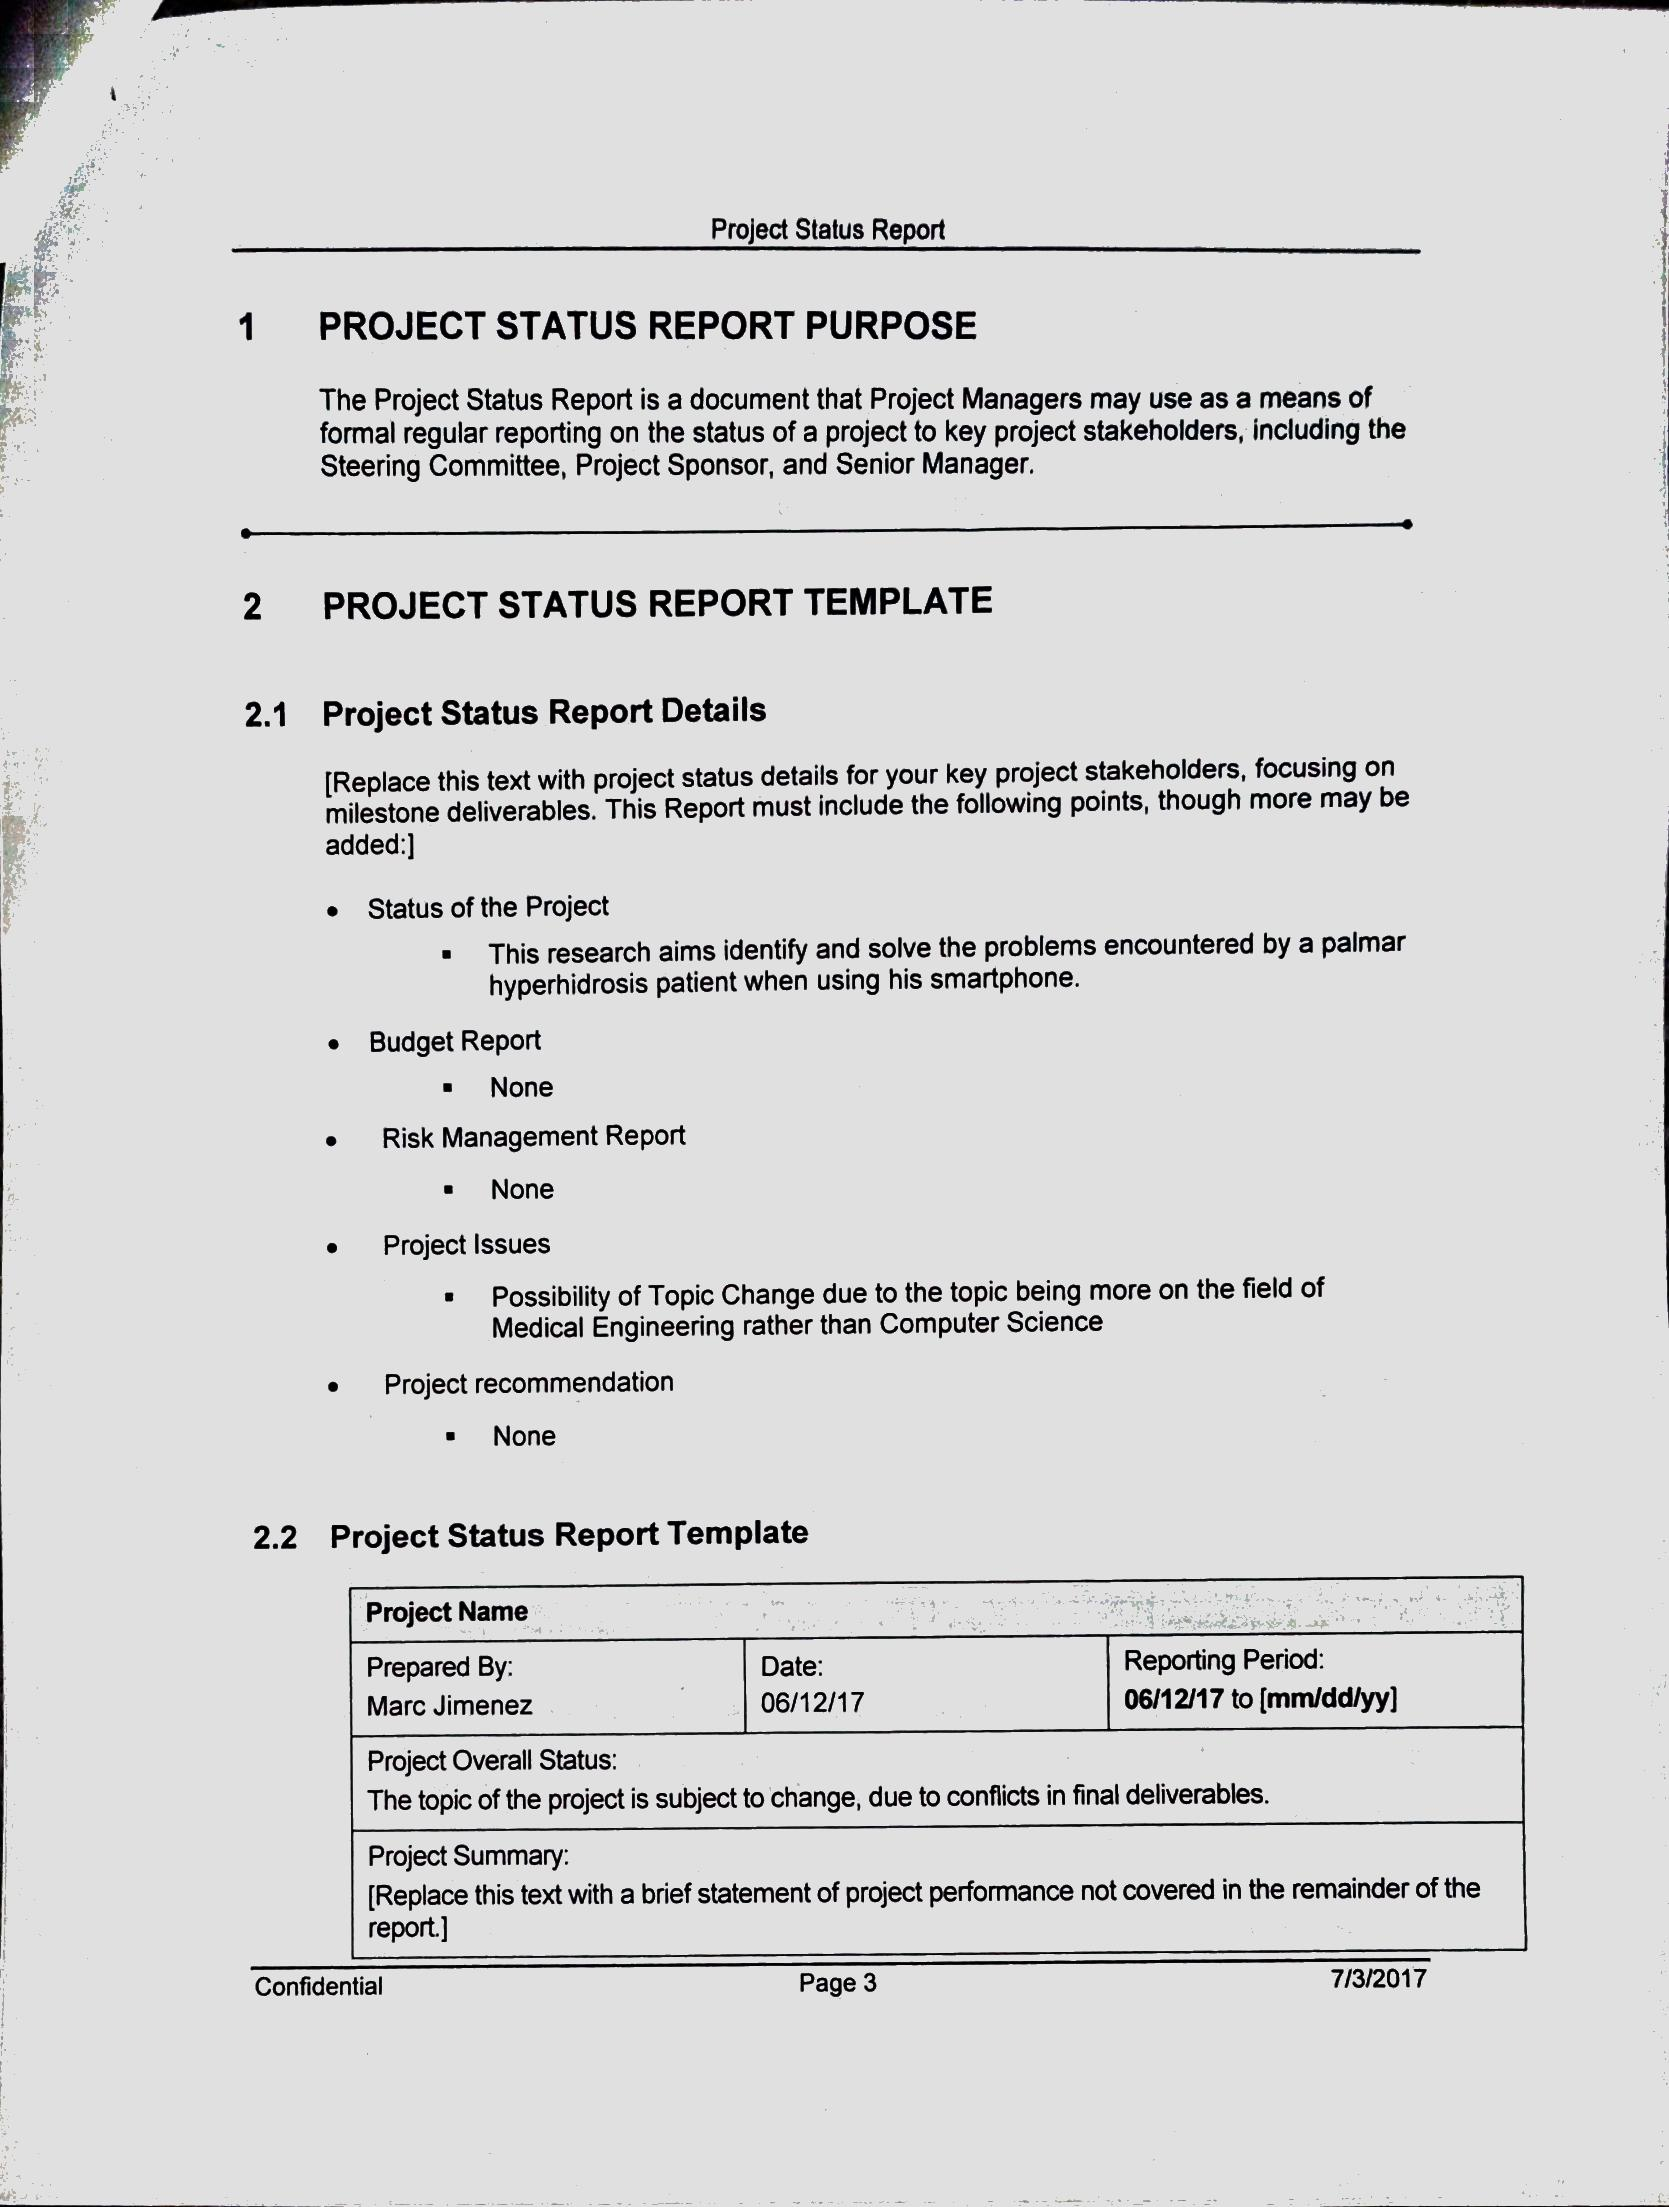 Project Status Report
1 PROJECT STATUS REPORT PURPOSE
The Project Status Report is a document that Project Managers may use as a means of
formal regular reporting on the status of a project to key project stakeholders, including the
Steering Committee, Project Sponsor, and Senior Manager.
2 PROJECT STATUS REPORT TEMPLATE
2.1 Project Status Report Details
[Replace this text with project status details for your key project stakeholders, focusing on
milestone deliverables. This Report must include the following points, though more may be
added:]
• Status of the Project
▪ This research aims identify and solve the problems encountered by a palmar
hyperhidrosis patient when using his smartphone.
• Budget Report
▪ None
• Risk Management Report
▪ None
• Project Issues
▪ Possibility of Topic Change due to the topic being more on the field of
Medical Engineering rather than Computer Science
• Project recommendation
▪ None
2.2 Project Status Report Template
Project Name
Prepared By:
Marc Jimenez
Date:
06/12/17
Reporting Period:
06/12/17 to [mm/dd/yy]
Project Overall Status:
The topic of the project is subject to change, due to conflicts in final deliverables.
Project Summary:
[Replace this text with a brief statement of project performance not covered in the remainder of the
report.]
Confidential Page 3 7/3/2017